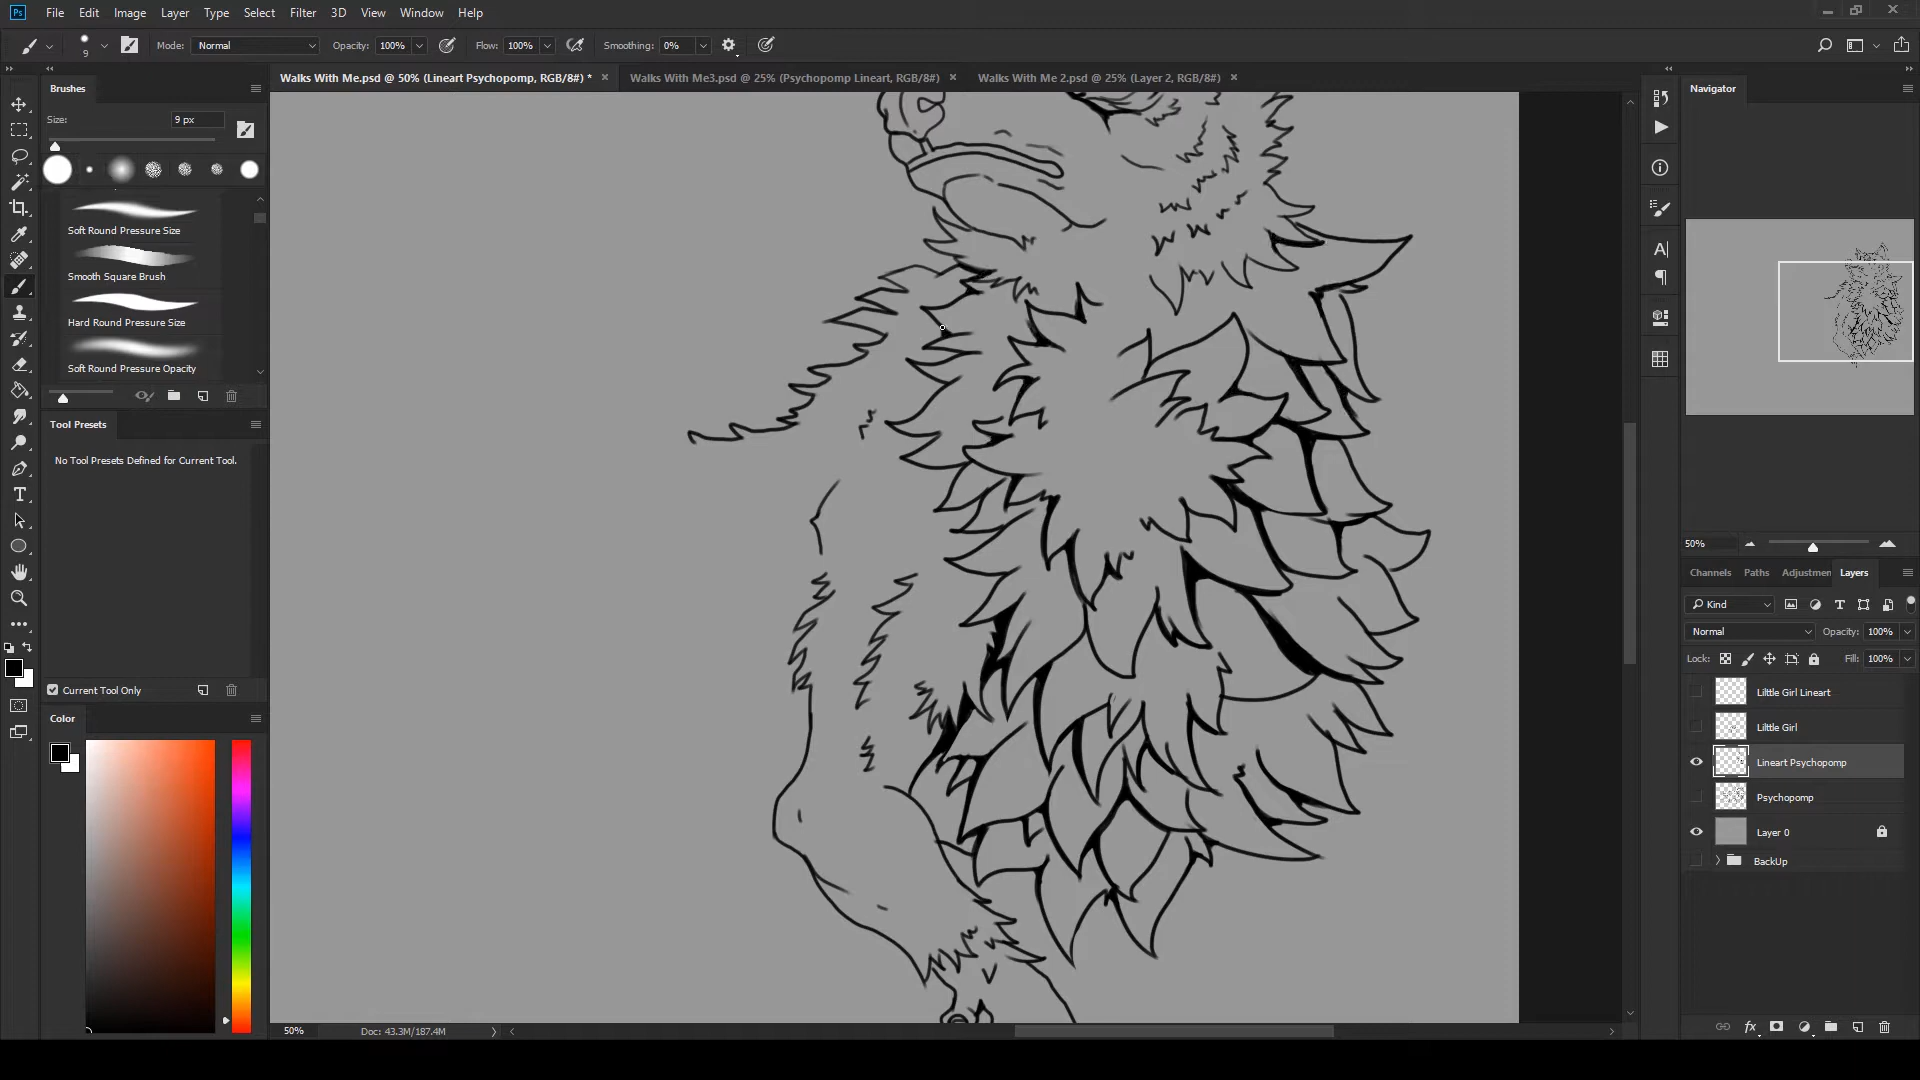 Ps File Edit Image Layer Type Select Filter 3D View Window Help
9 Mode: Normal Opacity: 100% Flow: 100% Smoothing: 0%
Walks With Me.psd @ 50% (Lineart Psychopomp, RGB/8#) *
Walks With Me3.psd @ 25% (Psychopomp Lineart, RGB/8#)
Walks With Me 2.psd @ 25% (Layer 2, RGB/8#)
Brushes
Size: 9 px
Soft Round Pressure Size
Smooth Square Brush
Hard Round Pressure Size
Soft Round Pressure Opacity
Tool Presets
No Tool Presets Defined for Current Tool.
Current Tool Only
Color
50% Doc: 43.3M/187.4M
Navigator
50%
Channels Paths Adjustmen Layers
Kind
Normal Opacity: 100%
Lock: Fill: 100%
Liltle Girl Lineart
Liltle Girl
Lineart Psychopomp
Psychopomp
Layer 0
BackUp
fx